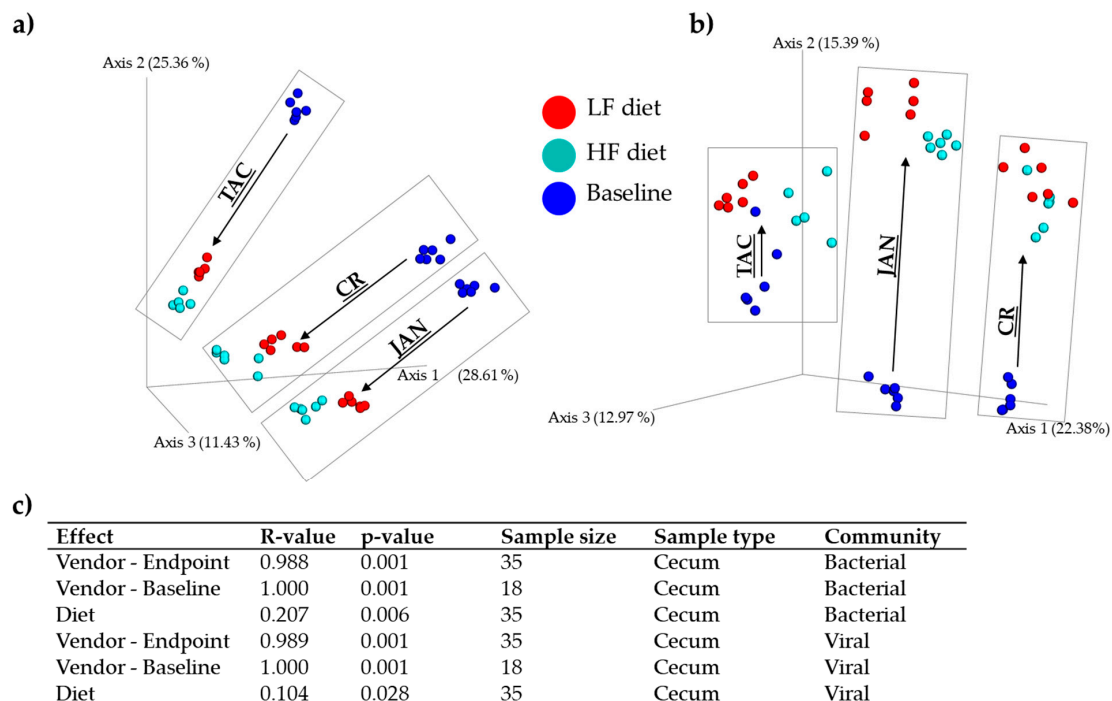 a)
Axis 2 (25.36 %)
TAC
CR
JAN
Axis 1 (28.61 %)
Axis 3 (11.43 %)
LF diet
HF diet
Baseline
b)
Axis 2 (15.39 %)
TAC
JAN
CR
Axis 3 (12.97 %)
Axis 1 (22.38%)
c)
Effect R-value p-value Sample size Sample type Community
Vendor - Endpoint 0.988 0.001 35 Cecum Bacterial
Vendor - Baseline 1.000 0.001 18 Cecum Bacterial
Diet 0.207 0.006 35 Cecum Bacterial
Vendor - Endpoint 0.989 0.001 35 Cecum Viral
Vendor - Baseline 1.000 0.001 18 Cecum Viral
Diet 0.104 0.028 35 Cecum Viral